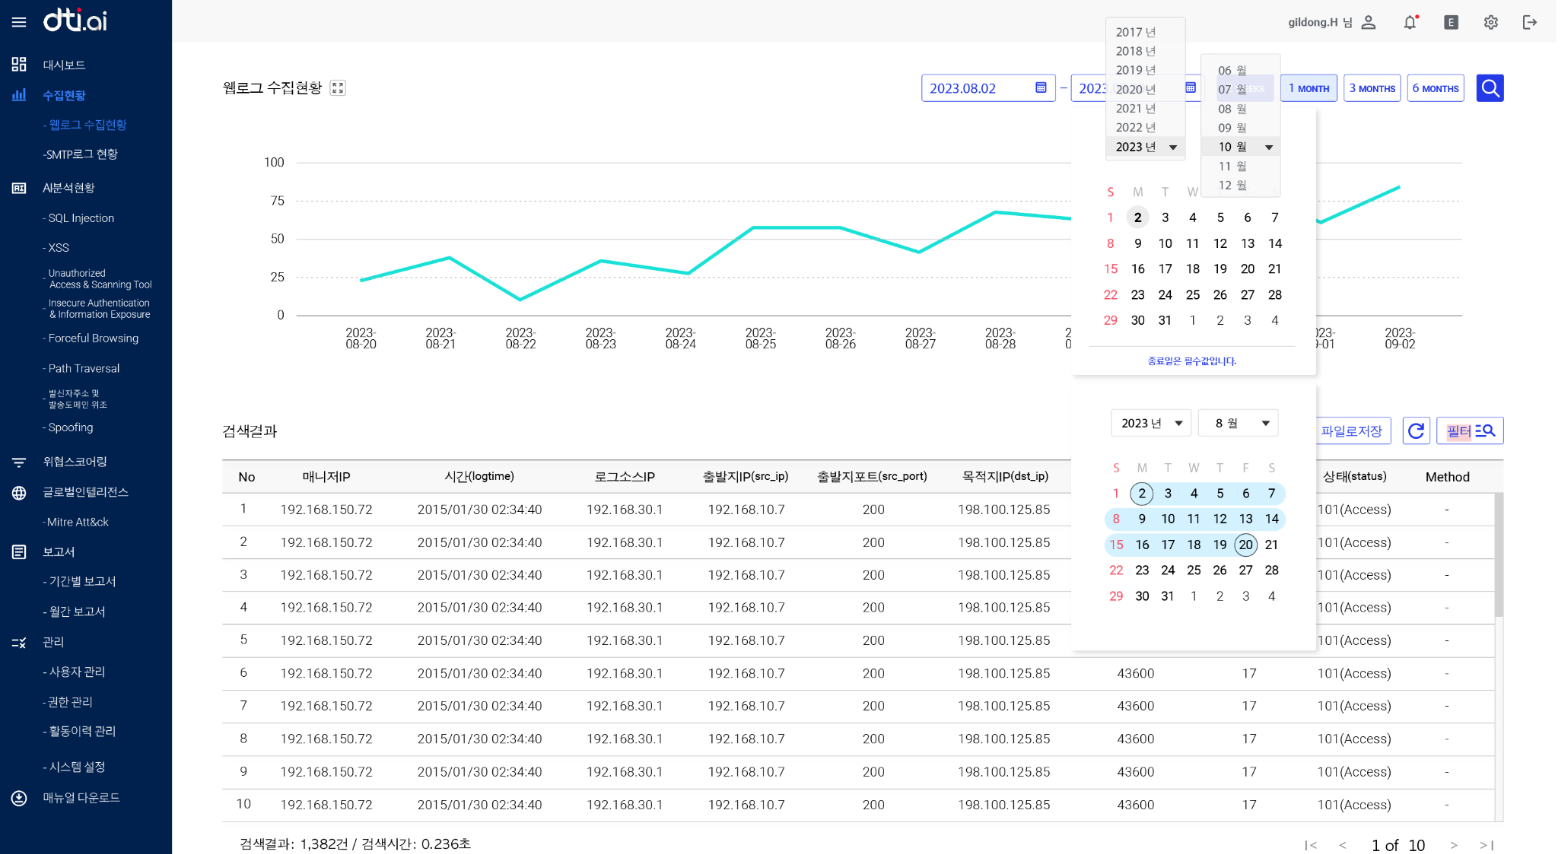 dti.ai
gildong.H 님
E
대시보드
수집현황
- 웹로그 수집현황
-SMTP로그 현황
AI분석현황
- SQL Injection
- XSS
- Unauthorized
Access & Scanning Tool
- Insecure Authentication
& Information Exposure
- Forceful Browsing
- Path Traversal
- 발신자주소 및
발송도메인 위조
- Spoofing
위협스코어링
글로벌인텔리전스
-Mitre Att&ck
보고서
- 기간별 보고서
- 월간 보고서
관리
- 사용자 관리
- 권한 관리
- 활동이력 관리
- 시스템 설정
매뉴얼 다운로드
웹로그 수집현황
2023.08.02 – 2023.
1 MONTH 3 MONTHS 6 MONTHS
2017 년
2018 년
2019 년
2020 년
2021 년
2022 년
2023 년
06 월
07 월
08 월
09 월
10 월
11 월
12 월
S M T W
1 2 3 4 5 6 7
8 9 10 11 12 13 14
15 16 17 18 19 20 21
22 23 24 25 26 27 28
29 30 31 1 2 3 4
종료일은 필수값입니다.
100
75
50
25
0
2023-08-20
2023-08-21
2023-08-22
2023-08-23
2023-08-24
2023-08-25
2023-08-26
2023-08-27
2023-08-28
2023-09-02
2023 년 8 월
S M T W T F S
1 2 3 4 5 6 7
8 9 10 11 12 13 14
15 16 17 18 19 20 21
22 23 24 25 26 27 28
29 30 31 1 2 3 4
검색결과
파일로저장 필터
No 매니저IP 시간(logtime) 로그소스IP 출발지IP(src_ip) 출발지포트(src_port) 목적지IP(dst_ip) 상태(status) Method
1 192.168.150.72 2015/01/30 02:34:40 192.168.30.1 192.168.10.7 200 198.100.125.85 101(Access) -
2 192.168.150.72 2015/01/30 02:34:40 192.168.30.1 192.168.10.7 200 198.100.125.85 101(Access) -
3 192.168.150.72 2015/01/30 02:34:40 192.168.30.1 192.168.10.7 200 198.100.125.85 101(Access) -
4 192.168.150.72 2015/01/30 02:34:40 192.168.30.1 192.168.10.7 200 198.100.125.85 101(Access) -
5 192.168.150.72 2015/01/30 02:34:40 192.168.30.1 192.168.10.7 200 198.100.125.85 101(Access) -
6 192.168.150.72 2015/01/30 02:34:40 192.168.30.1 192.168.10.7 200 198.100.125.85 43600 17 101(Access) -
7 192.168.150.72 2015/01/30 02:34:40 192.168.30.1 192.168.10.7 200 198.100.125.85 43600 17 101(Access) -
8 192.168.150.72 2015/01/30 02:34:40 192.168.30.1 192.168.10.7 200 198.100.125.85 43600 17 101(Access) -
9 192.168.150.72 2015/01/30 02:34:40 192.168.30.1 192.168.10.7 200 198.100.125.85 43600 17 101(Access) -
10 192.168.150.72 2015/01/30 02:34:40 192.168.30.1 192.168.10.7 200 198.100.125.85 43600 17 101(Access) -
검색결과: 1,382건 / 검색시간: 0.236초
|< < 1 of 10 > >|